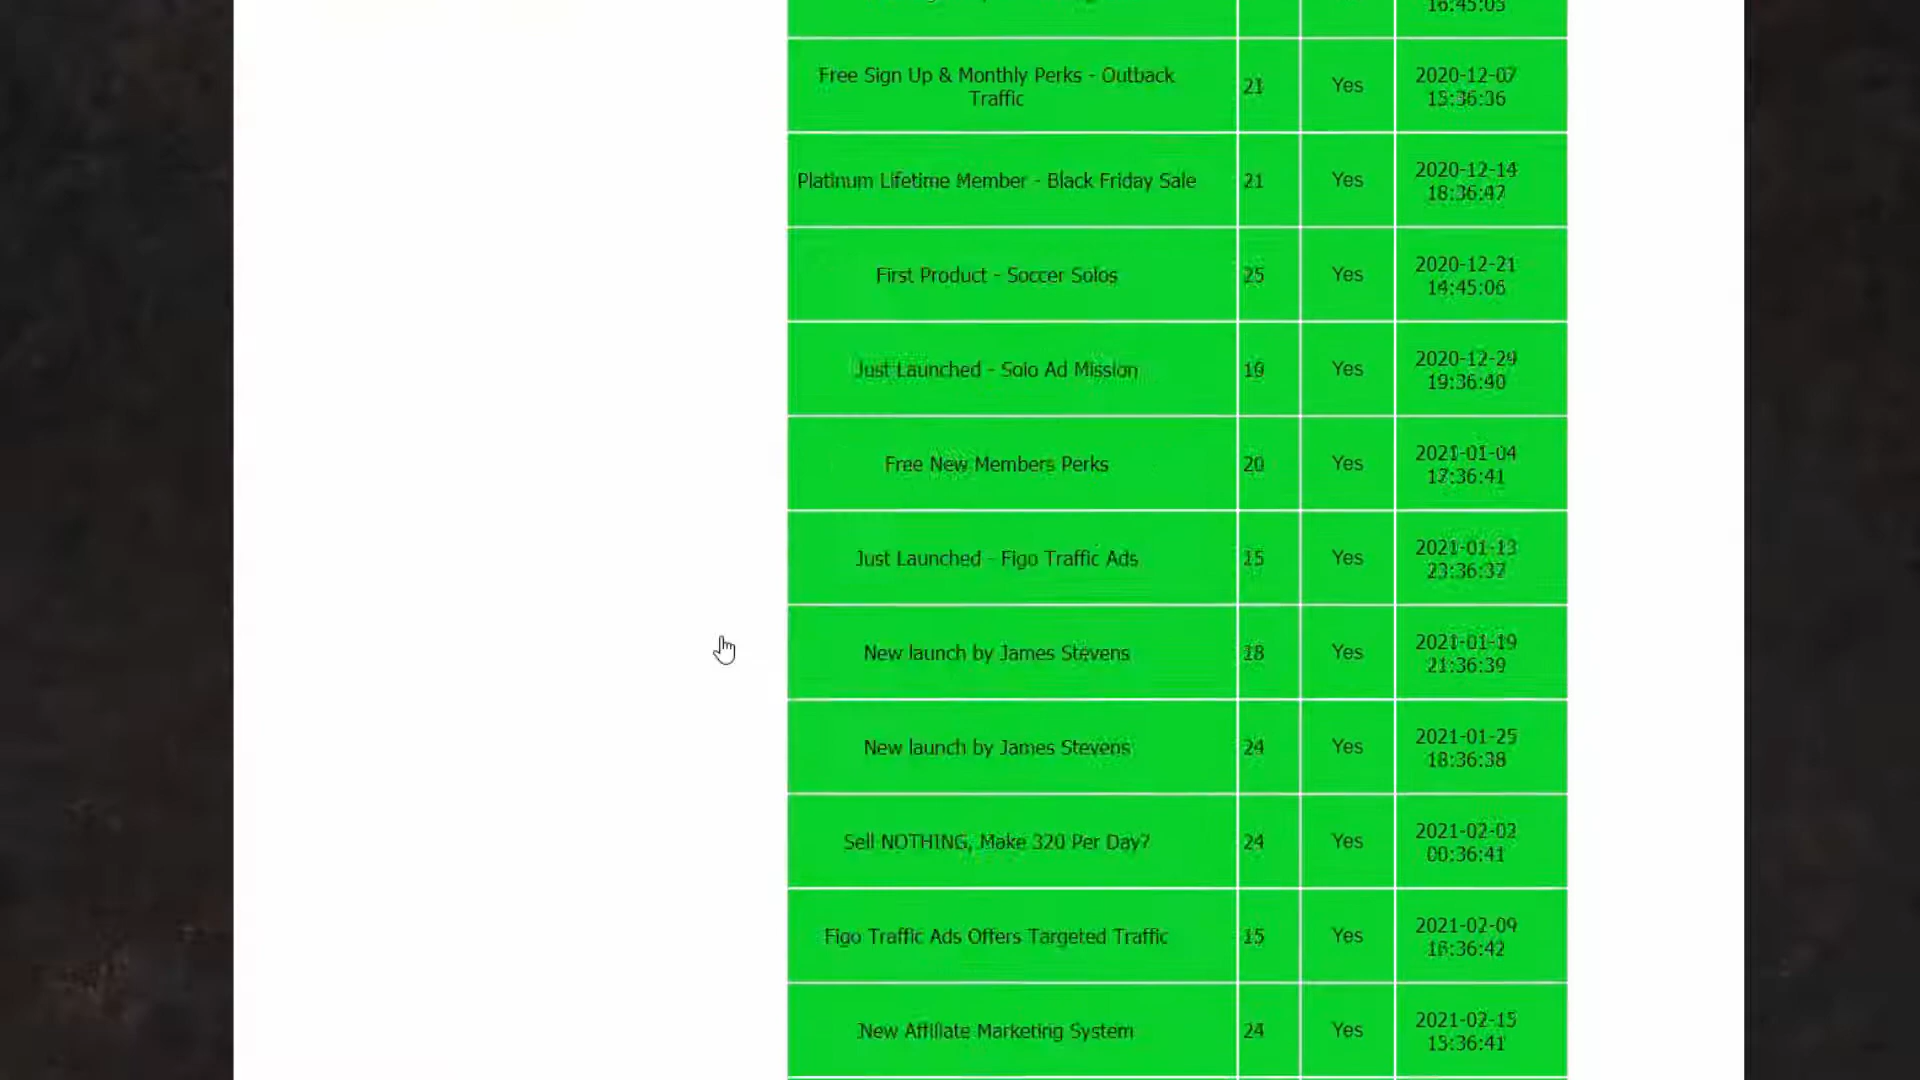 16:45:05
Free Sign Up & Monthly Perks - Outback
Traffic
21
Yes
2020-12-07
15:36:36
Platinum Lifetime Member - Black Friday Sale
21
Yes
2020-12-14
18:36:47
First Product - Soccer Solos
25
Yes
2020-12-21
14:45:06
Just Launched - Solo Ad Mission
19
Yes
2020-12-29
19:36:40
Free New Members Perks
20
Yes
2021-01-04
17:36:41
Just Launched - Figo Traffic Ads
15
Yes
2021-01-13
23:36:37
New launch by James Stevens
18
Yes
2021-01-19
21:36:39
New launch by James Stevens
24
Yes
2021-01-25
18:36:38
Sell NOTHING, Make 320 Per Day?
24
Yes
2021-02-02
00:36:41
Figo Traffic Ads Offers Targeted Traffic
15
Yes
2021-02-09
16:36:42
New Affiliate Marketing System
24
Yes
2021-02-15
15:36:41